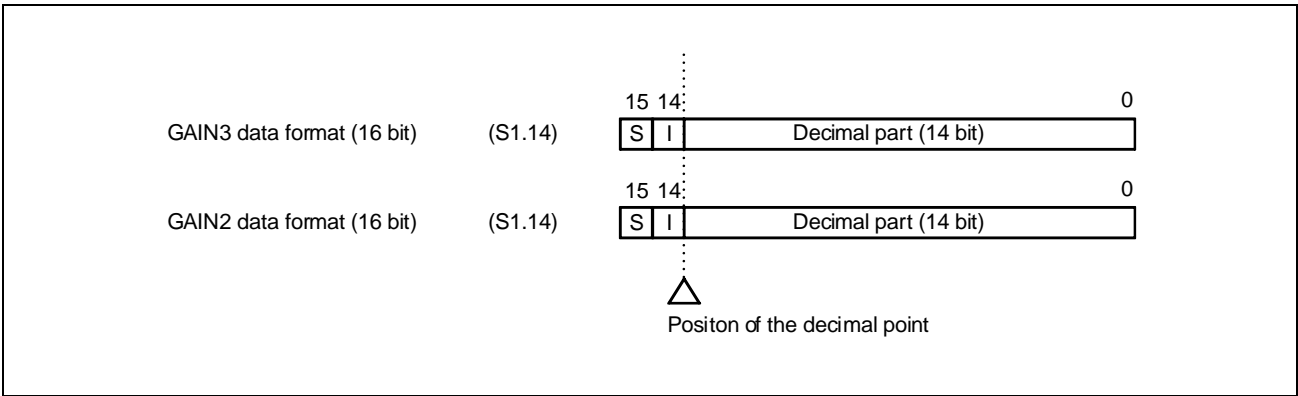 15 14 0
GAIN3 data format (16 bit) (S1.14) S I Decimal part (14 bit)
15 14 0
GAIN2 data format (16 bit) (S1.14) S I Decimal part (14 bit)
Positon of the decimal point